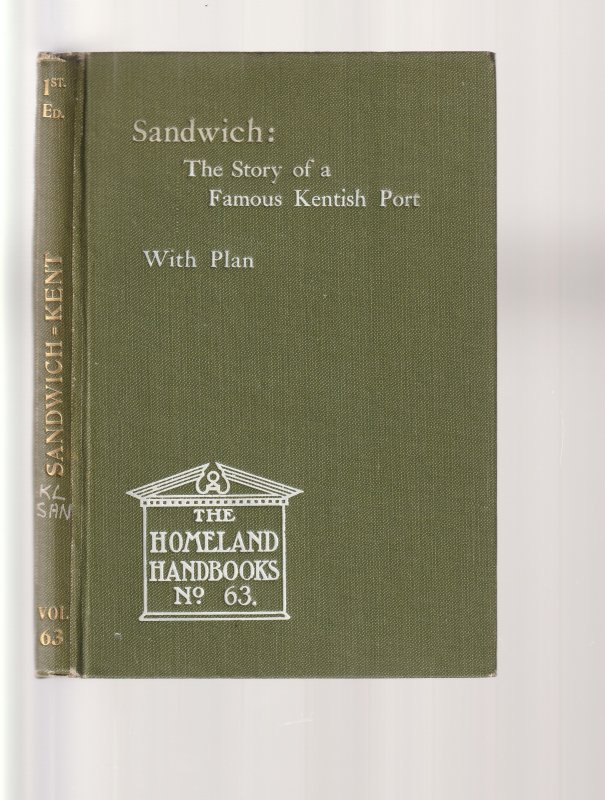 1ST.
ED.
SANDWICH=KENT
KL
SAN
VOL.
63
Sandwich:
The Story of a
Famous Kentish Port
With Plan
THE
HOMELAND
HANDBOOKS
No 63.